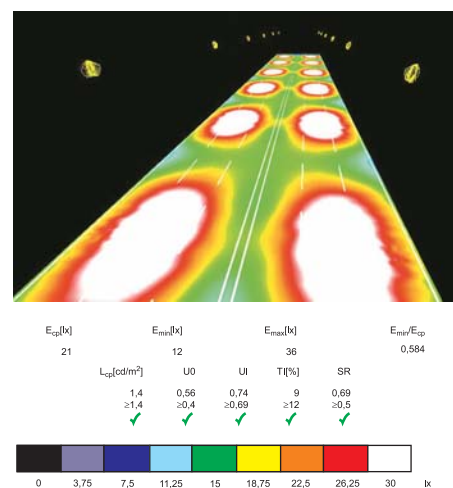 Ecp[lx] Emin[lx] Emax[lx] Emin/Ecp
21 12 36 0,584
Lcp[cd/m²] U0 UI TI[%] SR
1,4 0,56 0,74 9 0,69
≥1,4 ≥0,4 ≥0,69 ≥12 ≥0,5
0 3,75 7,5 11,25 15 18,75 22,5 26,25 30 lx